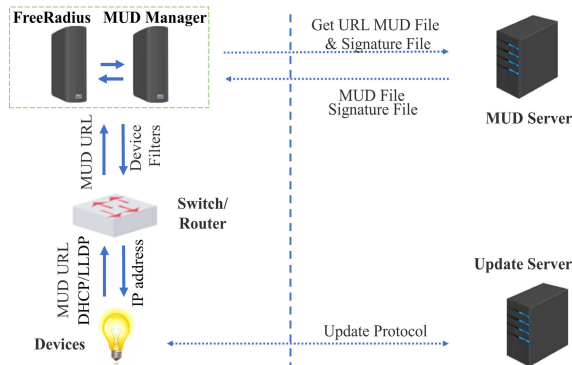 FreeRadius MUD Manager
Get URL MUD File
& Signature File
MUD File
Signature File
MUD Server
MUD URL
Device
Filters
Switch/
Router
MUD URL
DHCP/LLDP
IP address
Update Server
Devices
Update Protocol